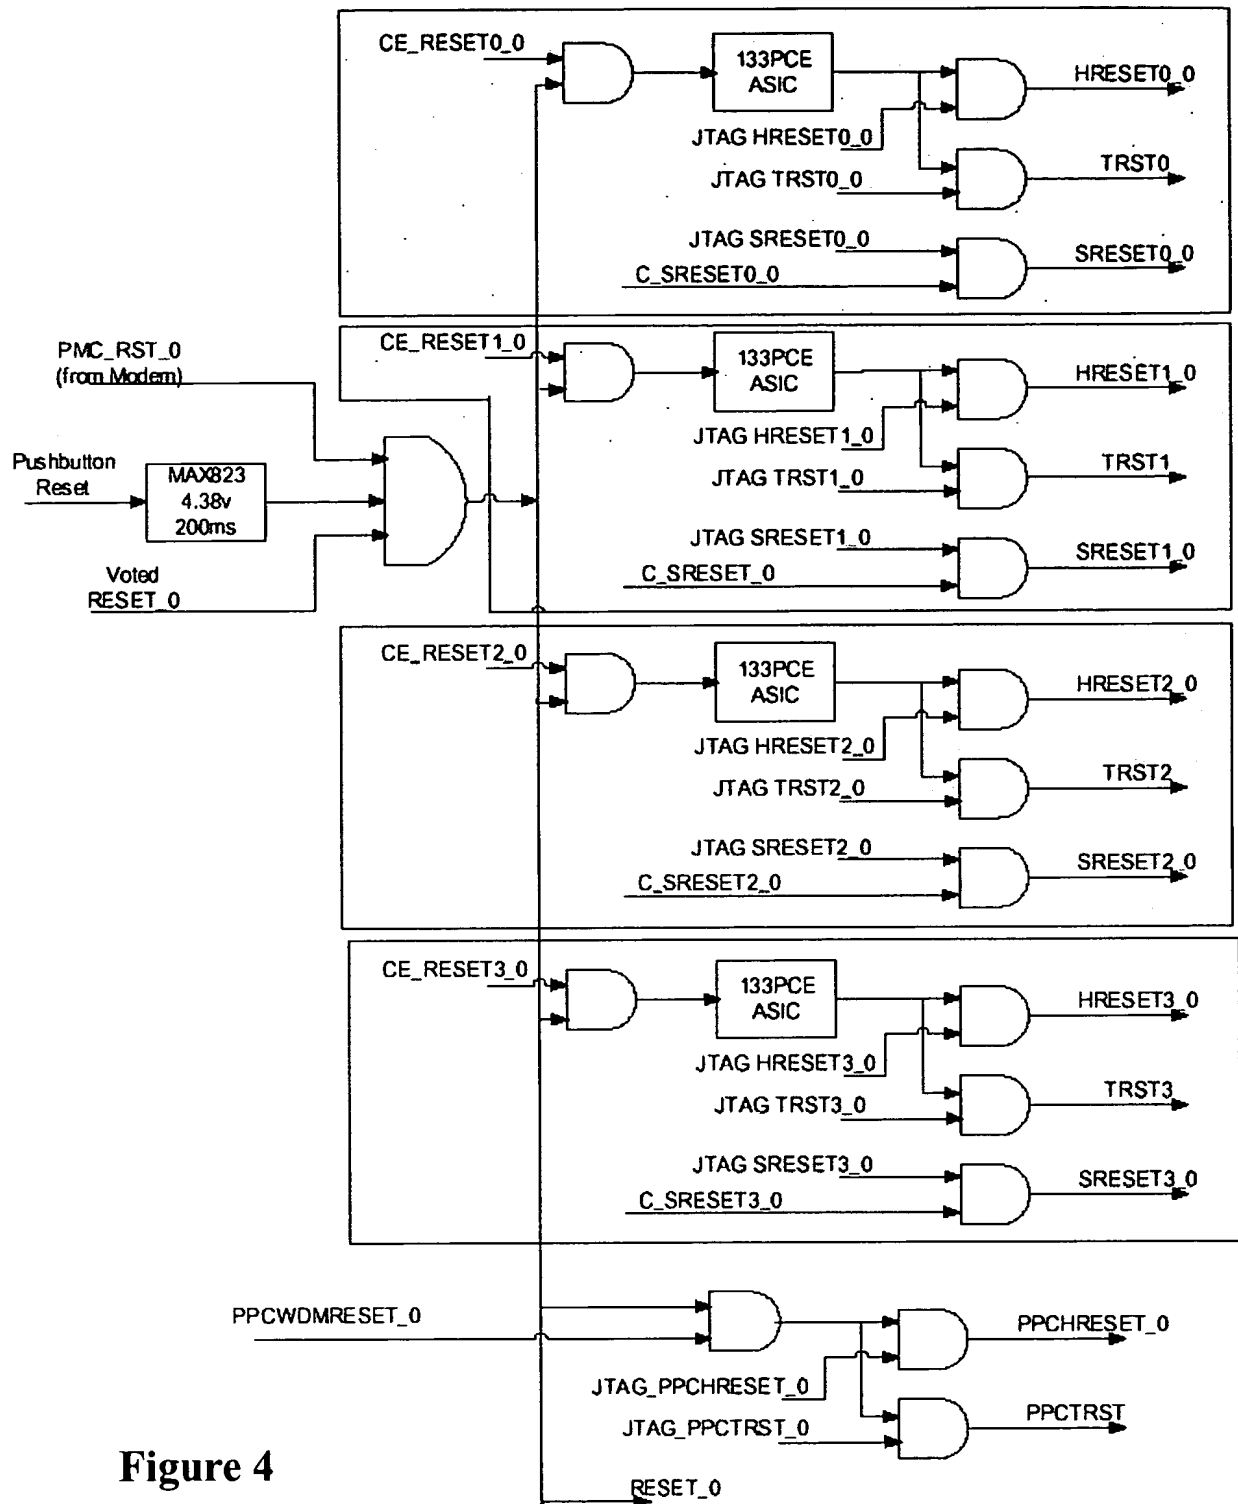 CE_RESET0_0
133PCE
ASIC
HRESET0_0
JTAG HRESET0_0
JTAG TRST0_0
TRST0
JTAG SRESET0_0
C_SRESET0_0
SRESET0_0
PMC_RST_0
(from Modem)
Pushbutton
Reset
MAX823
4.38v
200ms
Voted
RESET_0
CE_RESET1_0
133PCE
ASIC
HRESET1_0
JTAG HRESET1_0
JTAG TRST1_0
TRST1
JTAG SRESET1_0
C_SRESET_0
SRESET1_0
CE_RESET2_0
133PCE
ASIC
HRESET2_0
JTAG HRESET2_0
JTAG TRST2_0
TRST2
JTAG SRESET2_0
C_SRESET2_0
SRESET2_0
CE_RESET3_0
133PCE
ASIC
HRESET3_0
JTAG HRESET3_0
JTAG TRST3_0
TRST3
JTAG SRESET3_0
C_SRESET3_0
SRESET3_0
PPCWDMRESET_0
PPCHRESET_0
JTAG_PPCHRESET_0
JTAG_PPCTRST_0
PPCTRST
RESET_0
Figure 4